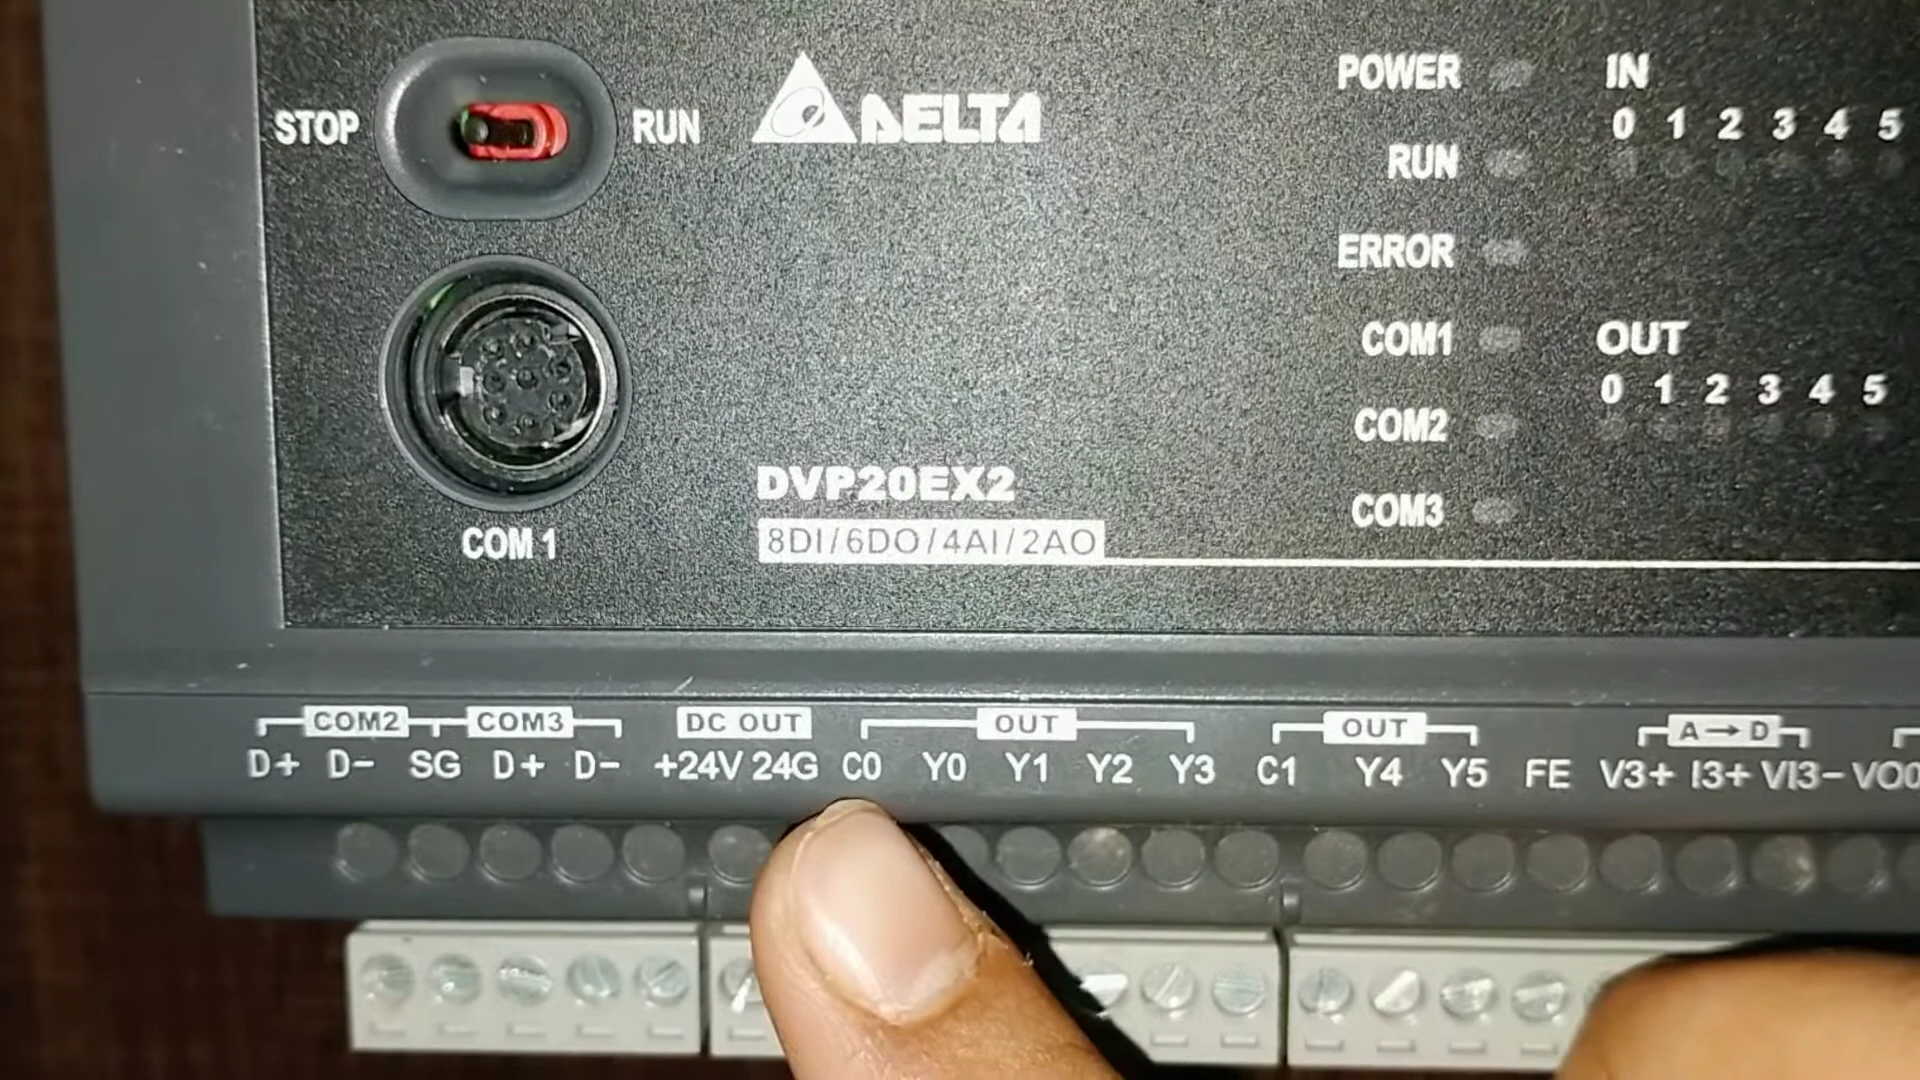 STOP
RUN
DELTA
POWER
RUN
ERROR
COM1
COM2
COM3
IN
0 1 2 3 4 5
OUT
0 1 2 3 4 5
COM 1
DVP20EX2
8DI/6DO/4AI/2AO
COM2 COM3 DC OUT OUT OUT A→D
D+ D- SG D+ D- +24V 24G C0 Y0 Y1 Y2 Y3 C1 Y4 Y5 FE V3+ I3+ VI3- VO0